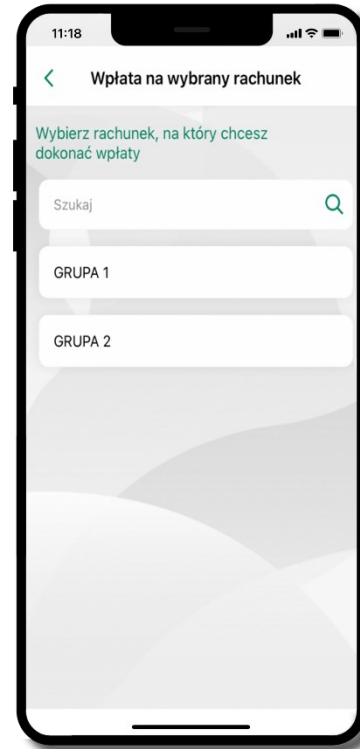 11:18
Wpłata na wybrany rachunek
Wybierz rachunek, na który chcesz
dokonać wpłaty
Szukaj
GRUPA 1
GRUPA 2